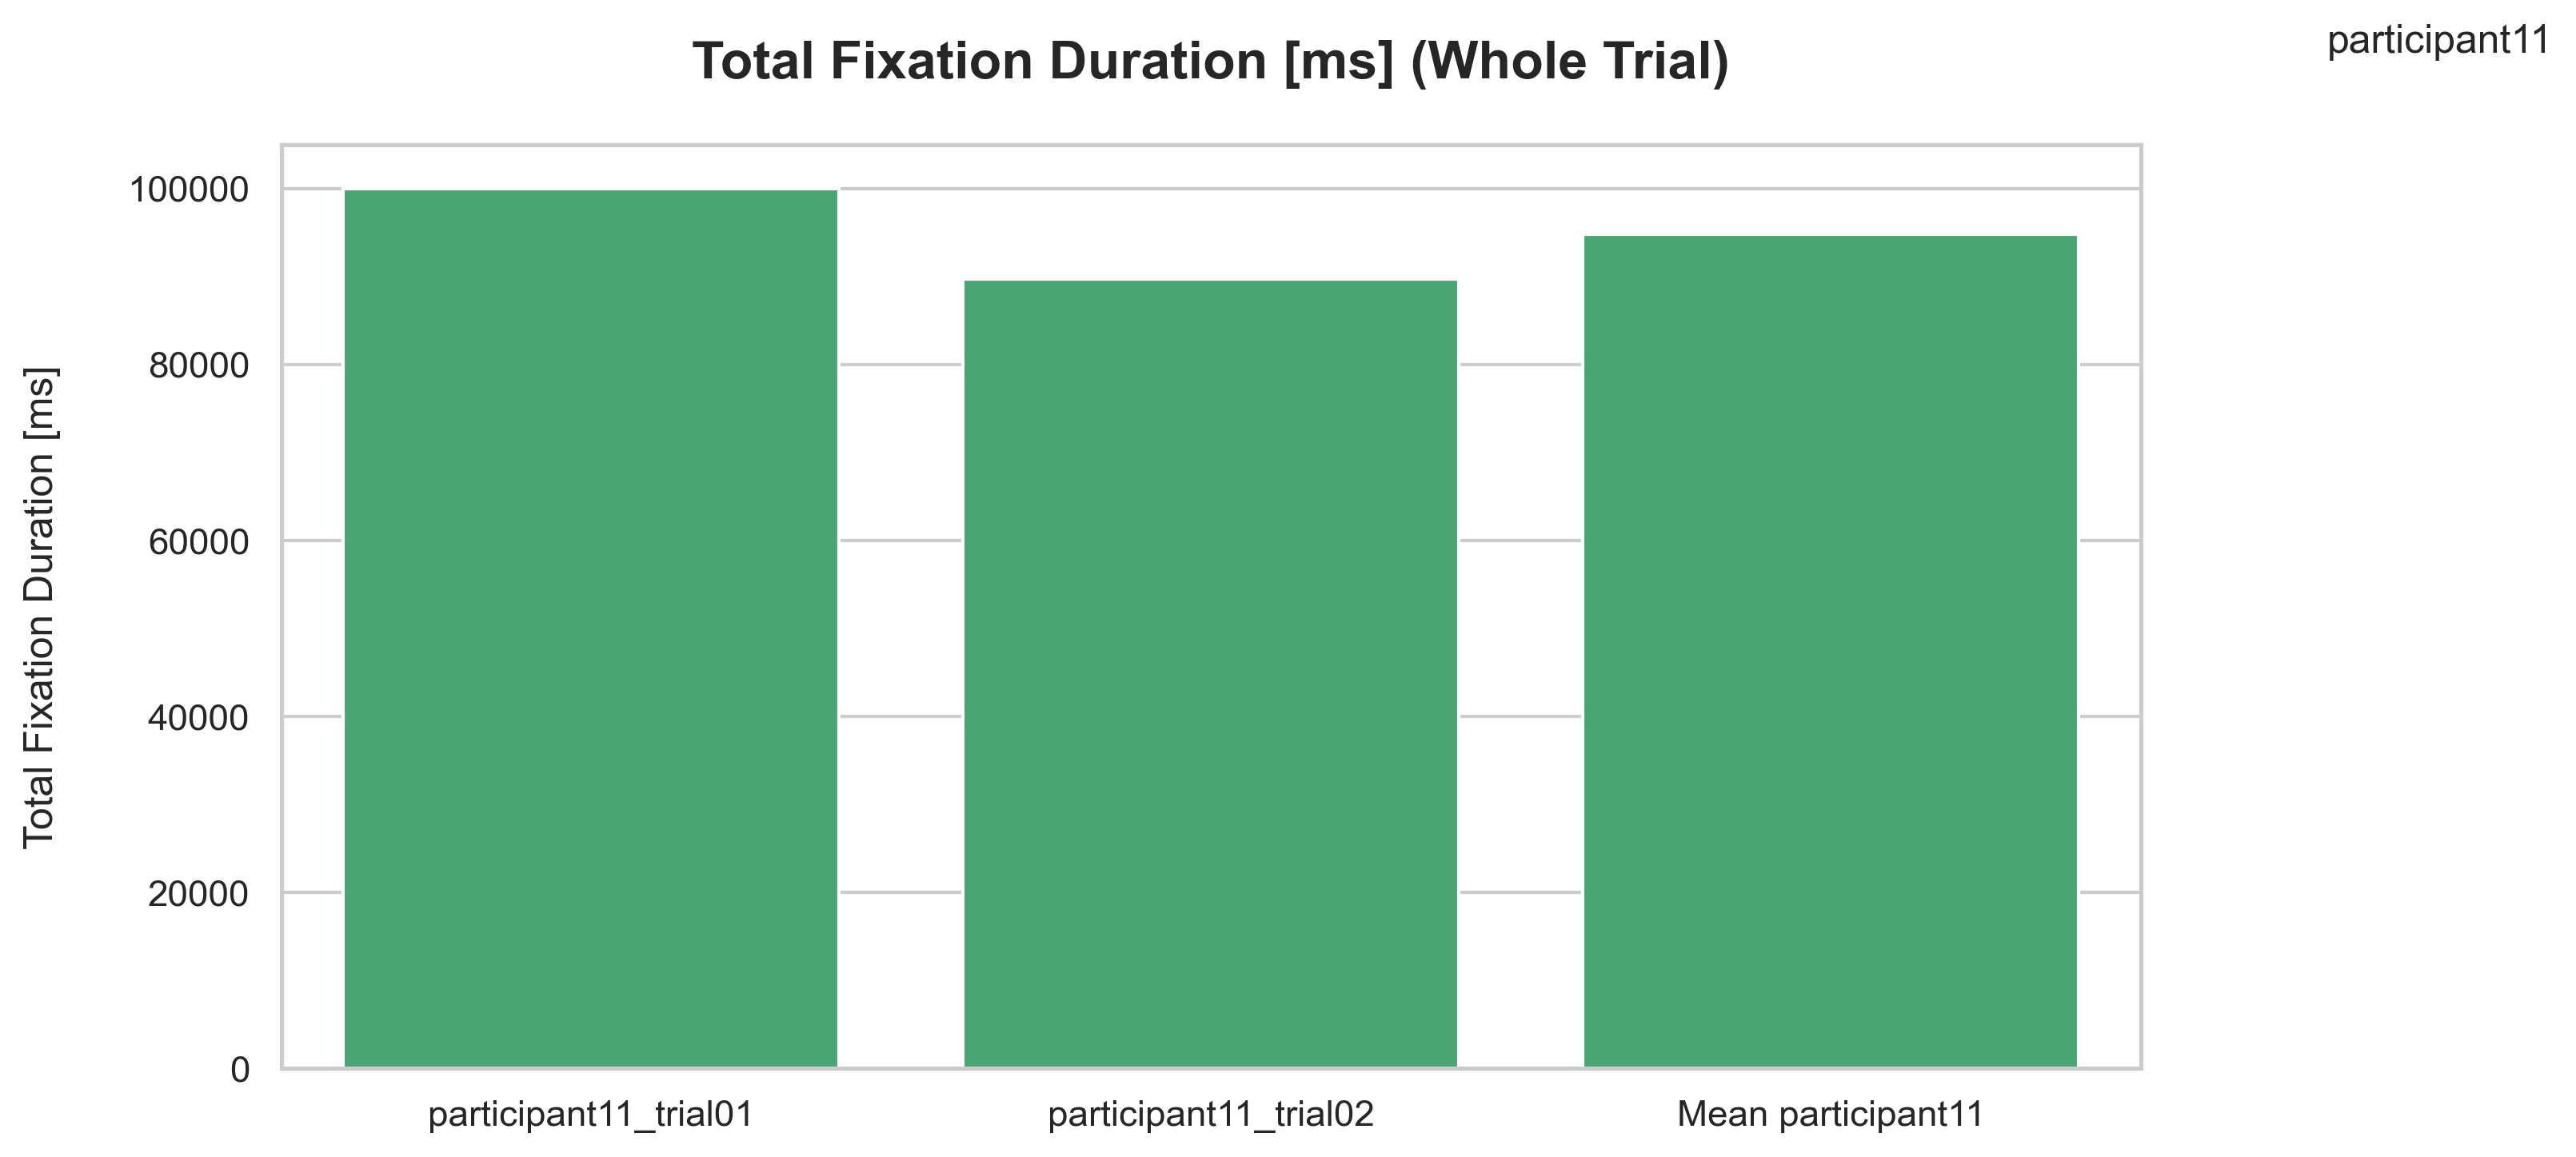 participant11
Total Fixation Duration [ms] (Whole Trial)
Total Fixation Duration [ms]
100000
80000
60000
40000
20000
0
participant11_trial01
participant11_trial02
Mean participant11